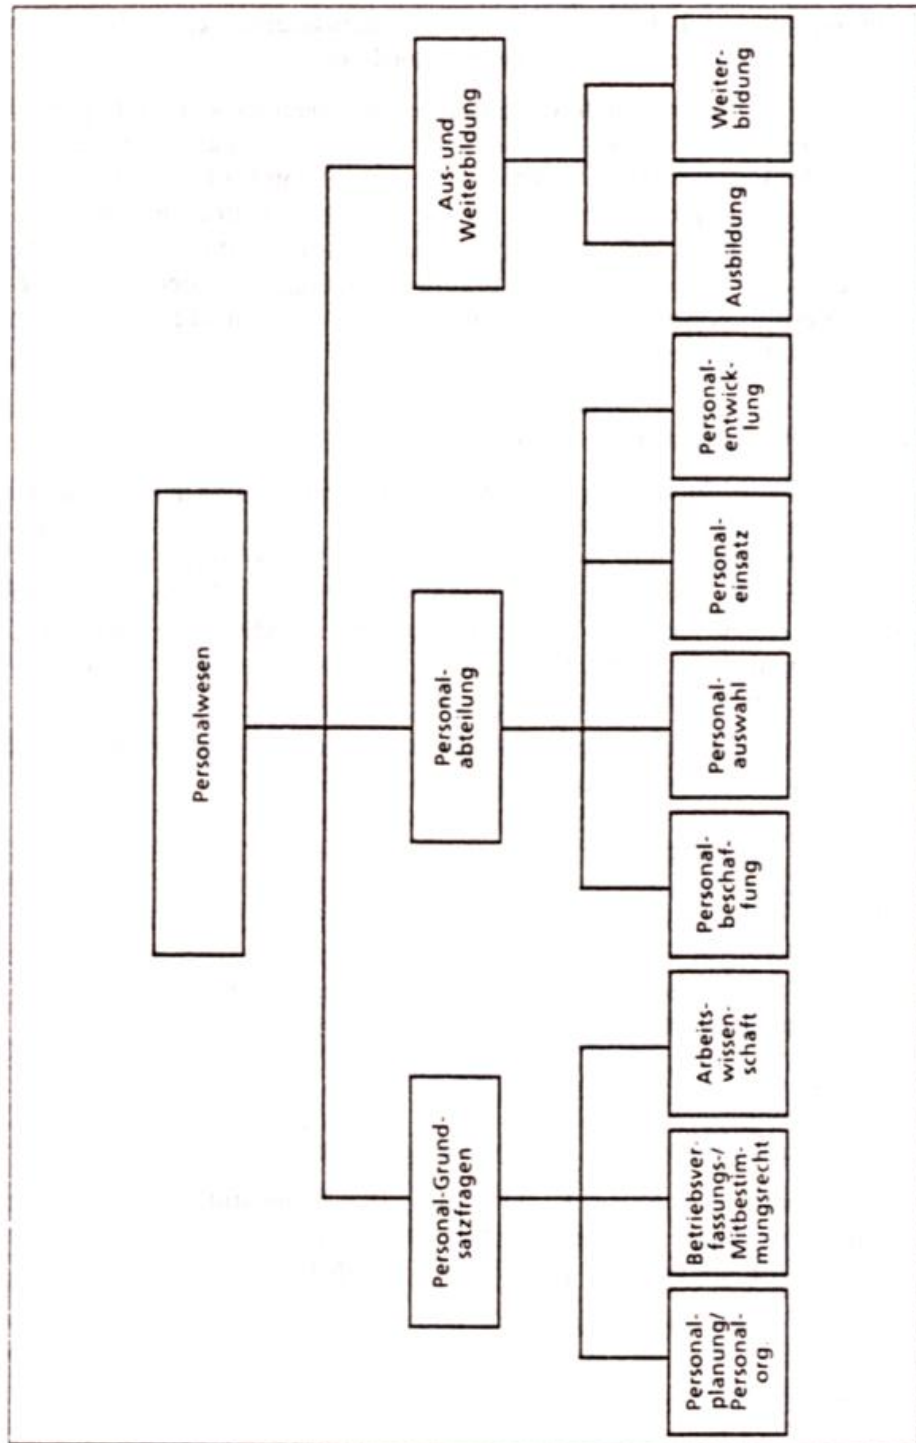 Personalwesen
Personal-Grund-
satzfragen
Personal-
abteilung
Aus- und
Weiterbildung
Personal-
planung/
Personal-
org.
Betriebsver-
fassungs-/
Mitbestim-
mungsrecht
Arbeits-
wissen-
schaft
Personal-
beschaf-
fung
Personal-
auswahl
Personal-
einsatz
Personal-
entwick-
lung
Ausbildung
Weiter-
bildung